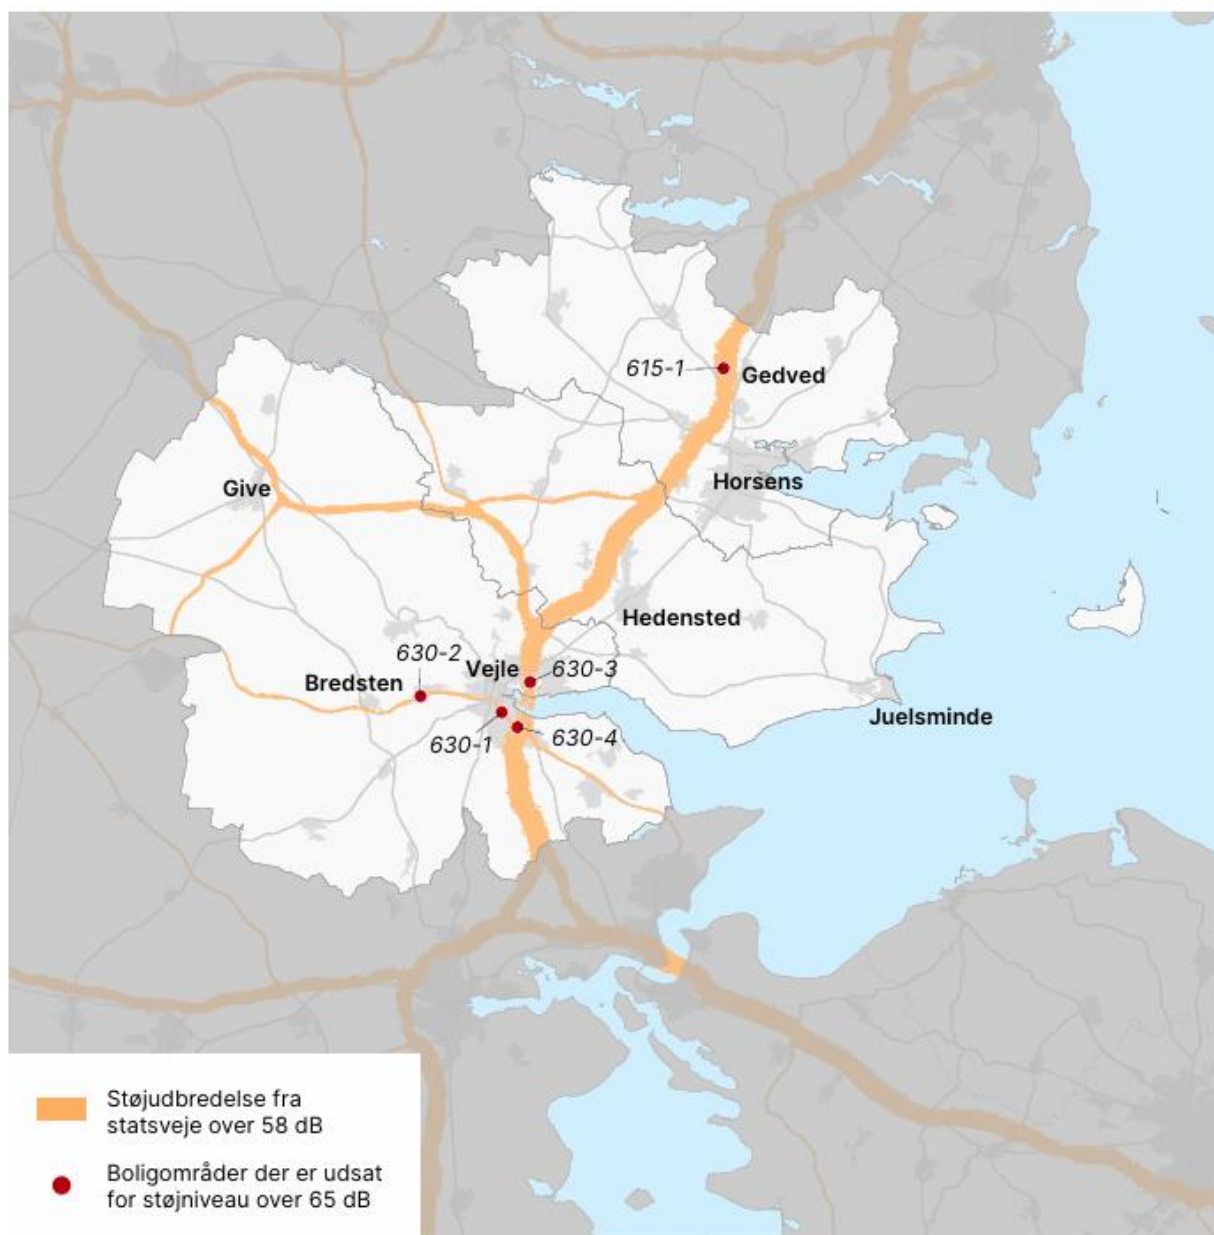 615-1
Gedved
Horsens
Give
Hedensted
630-2
Vejle
630-3
Bredsten
Juelsminde
630-1
630-4
Støjudbredelse fra
statsveje over 58 dB
Boligområder der er udsat
for støjniveau over 65 dB